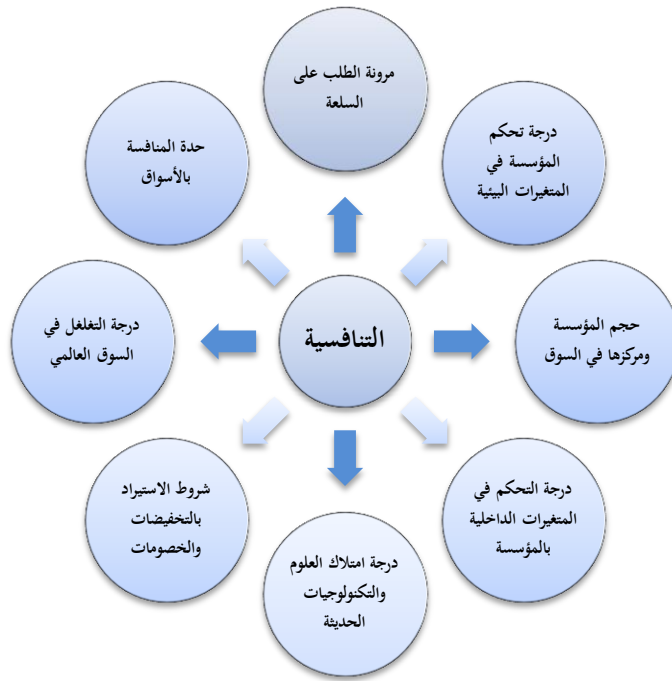 مرونة الطلب على
السلعة
درجة تحكم
المؤسسة في
المتغيرات البيئية
حجم المؤسسة
ومركزها في السوق
درجة التحكم في
المتغيرات الداخلية
بالمؤسسة
درجة امتلاك العلوم
والتكنولوجيات
الحديثة
شروط الاستيراد
بالتخفيضات
والخصومات
درجة التغلغل في
السوق العالمي
حدة المنافسة
بالأسواق
التنافسية